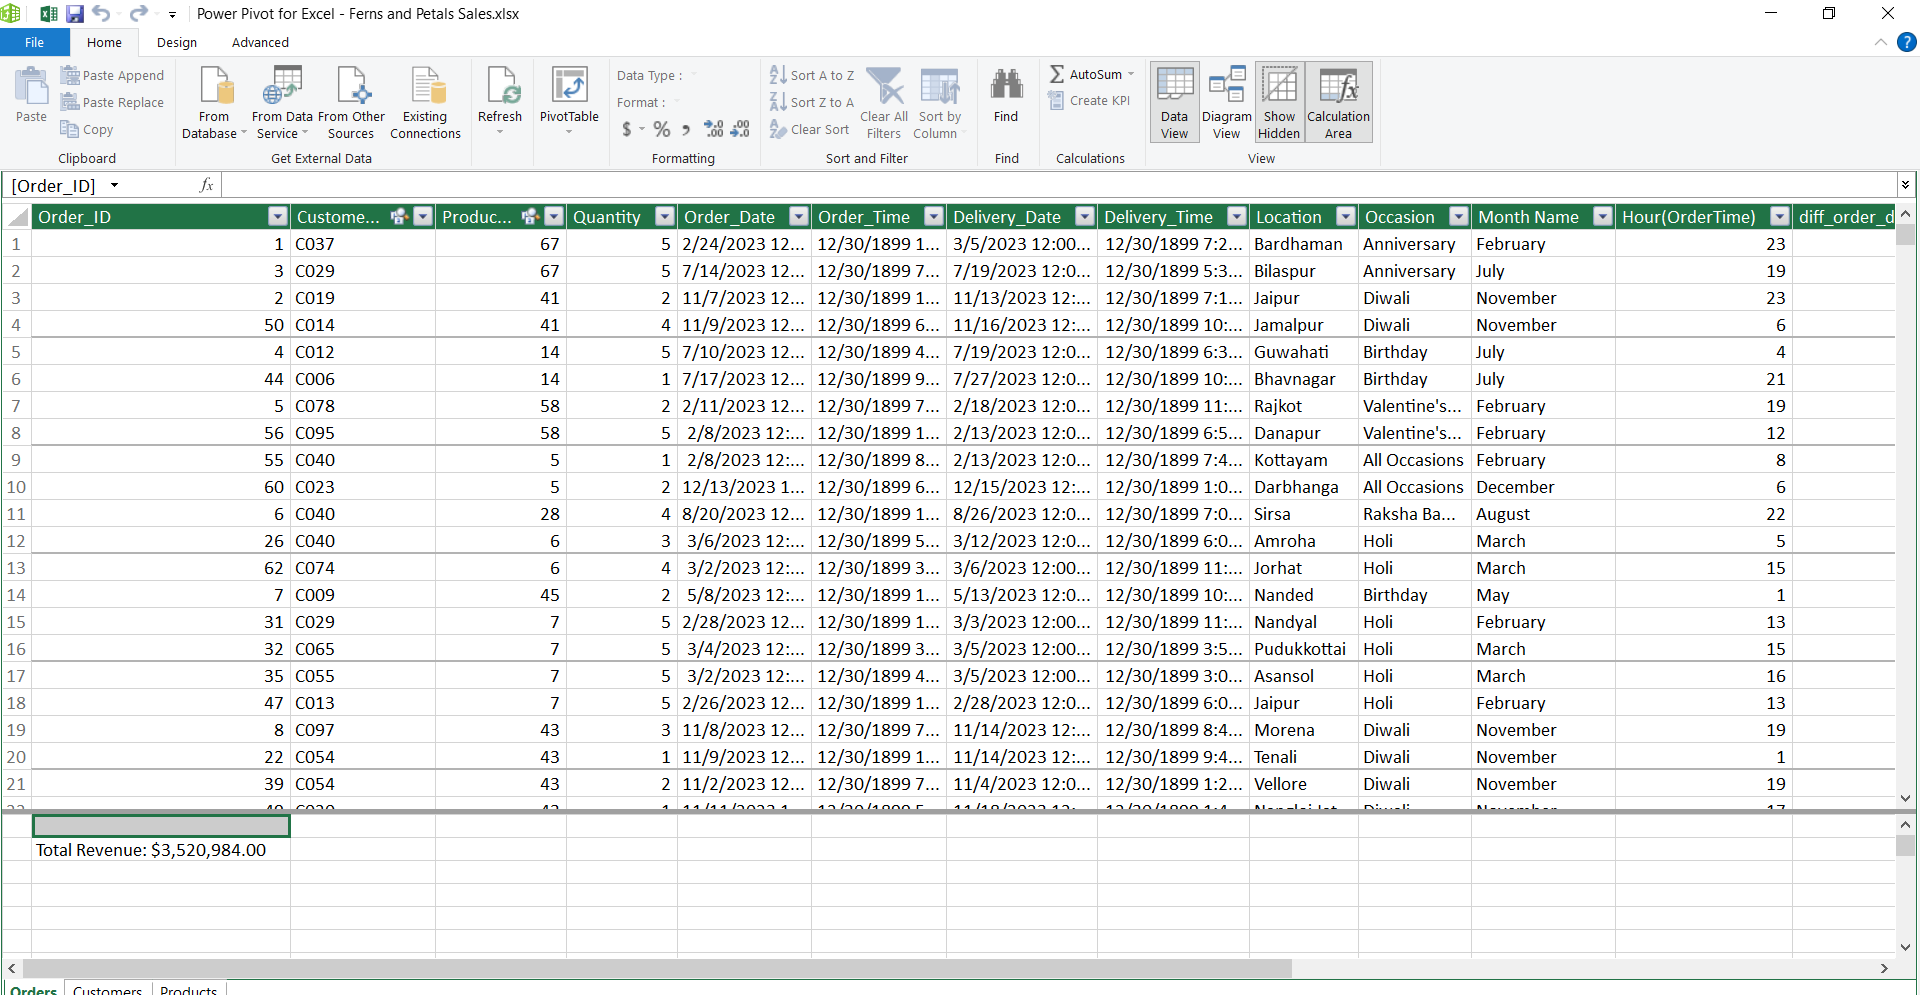 Power Pivot for Excel - Ferns and Petals Sales.xlsx
File Home Design Advanced
Paste
Paste Append
Paste Replace
Copy
Clipboard
From Database
From Data Service
From Other Sources
Existing Connections
Get External Data
Refresh
PivotTable
Data Type :
Format :
$ % , .00 .00
Formatting
Sort A to Z
Sort Z to A
Clear Sort
Clear All Filters
Sort by Column
Sort and Filter
Find
Find
AutoSum
Create KPI
Calculations
Data View
Diagram View
Show Hidden
Calculation Area
View
[Order_ID] fx
Order_ID Custome... Produc... Quantity Order_Date Order_Time Delivery_Date Delivery_Time Location Occasion Month Name Hour(OrderTime) diff_order_d
1 1 C037 67 5 2/24/2023 12... 12/30/1899 1... 3/5/2023 12:00... 12/30/1899 7:2... Bardhaman Anniversary February 23
2 3 C029 67 5 7/14/2023 12... 12/30/1899 7... 7/19/2023 12:0... 12/30/1899 5:3... Bilaspur Anniversary July 19
3 2 C019 41 2 11/7/2023 12... 12/30/1899 1... 11/13/2023 12:... 12/30/1899 7:1... Jaipur Diwali November 23
4 50 C014 41 4 11/9/2023 12... 12/30/1899 6... 11/16/2023 12:... 12/30/1899 10:... Jamalpur Diwali November 6
5 4 C012 14 5 7/10/2023 12... 12/30/1899 4... 7/19/2023 12:0... 12/30/1899 6:3... Guwahati Birthday July 4
6 44 C006 14 1 7/17/2023 12... 12/30/1899 9... 7/27/2023 12:0... 12/30/1899 10:... Bhavnagar Birthday July 21
7 5 C078 58 2 2/11/2023 12... 12/30/1899 7... 2/18/2023 12:0... 12/30/1899 11:... Rajkot Valentine's... February 19
8 56 C095 58 5 2/8/2023 12:... 12/30/1899 1... 2/13/2023 12:0... 12/30/1899 6:5... Danapur Valentine's... February 12
9 55 C040 5 1 2/8/2023 12:... 12/30/1899 8... 2/13/2023 12:0... 12/30/1899 7:4... Kottayam All Occasions February 8
10 60 C023 5 2 12/13/2023 1... 12/30/1899 6... 12/15/2023 12:... 12/30/1899 1:0... Darbhanga All Occasions December 6
11 6 C040 28 4 8/20/2023 12... 12/30/1899 1... 8/26/2023 12:0... 12/30/1899 7:0... Sirsa Raksha Ba... August 22
12 26 C040 6 3 3/6/2023 12:... 12/30/1899 5... 3/12/2023 12:0... 12/30/1899 6:0... Amroha Holi March 5
13 62 C074 6 4 3/2/2023 12:... 12/30/1899 3... 3/6/2023 12:00... 12/30/1899 11:... Jorhat Holi March 15
14 7 C009 45 2 5/8/2023 12:... 12/30/1899 1... 5/13/2023 12:0... 12/30/1899 10:... Nanded Birthday May 1
15 31 C029 7 5 2/28/2023 12... 12/30/1899 1... 3/3/2023 12:00... 12/30/1899 11:... Nandyal Holi February 13
16 32 C065 7 5 3/4/2023 12:... 12/30/1899 3... 3/5/2023 12:00... 12/30/1899 3:5... Pudukkottai Holi March 15
17 35 C055 7 5 3/2/2023 12:... 12/30/1899 4... 3/5/2023 12:00... 12/30/1899 3:0... Asansol Holi March 16
18 47 C013 7 5 2/26/2023 12... 12/30/1899 1... 2/28/2023 12:0... 12/30/1899 6:0... Jaipur Holi February 13
19 8 C097 43 3 11/8/2023 12... 12/30/1899 7... 11/14/2023 12:... 12/30/1899 8:4... Morena Diwali November 19
20 22 C054 43 1 11/9/2023 12... 12/30/1899 1... 11/14/2023 12:... 12/30/1899 9:4... Tenali Diwali November 1
21 39 C054 43 2 11/2/2023 12... 12/30/1899 7... 11/4/2023 12:0... 12/30/1899 1:2... Vellore Diwali November 19
Total Revenue: $3,520,984.00
Orders Customers Products